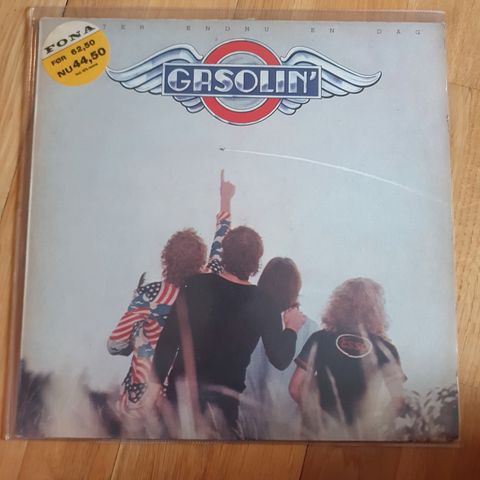 EFTER ENDNU EN DAG
GASOLIN'
FONA
FØR 62,50
NU 44,50